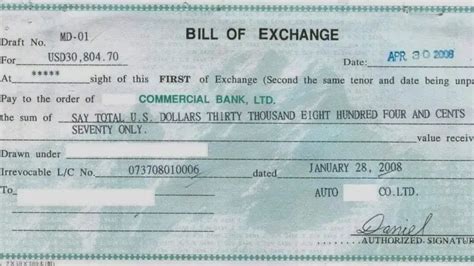 BILL OF EXCHANGE
Draft No. MD-01
For USD30,804.70 Date: APR 30 2008
At ***** sight of this FIRST of Exchange (Second the same tenor and date being unpa
Pay to the order of COMMERCIAL BANK, LTD.
the sum of SAY TOTAL U.S. DOLLARS THIRTY THOUSAND EIGHT HUNDRED FOUR AND CENTS
SEVENTY ONLY. value receiv
Drawn under
Irrevocable L/C No. 073708010006 dated JANUARY 28, 2008
To AUTO CO.LTD.
Daniel
AUTHORIZED SIGNATUR